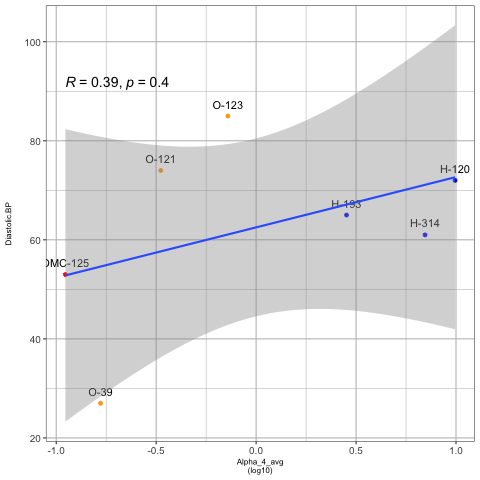 R = 0.39, p = 0.4
100
80
60
40
20
Diastolic.BP
O-123
O-121
H-120
H-193
H-314
OMC-125
O-39
-1.0 -0.5 0.0 0.5 1.0
Alpha_4_avg
(log10)